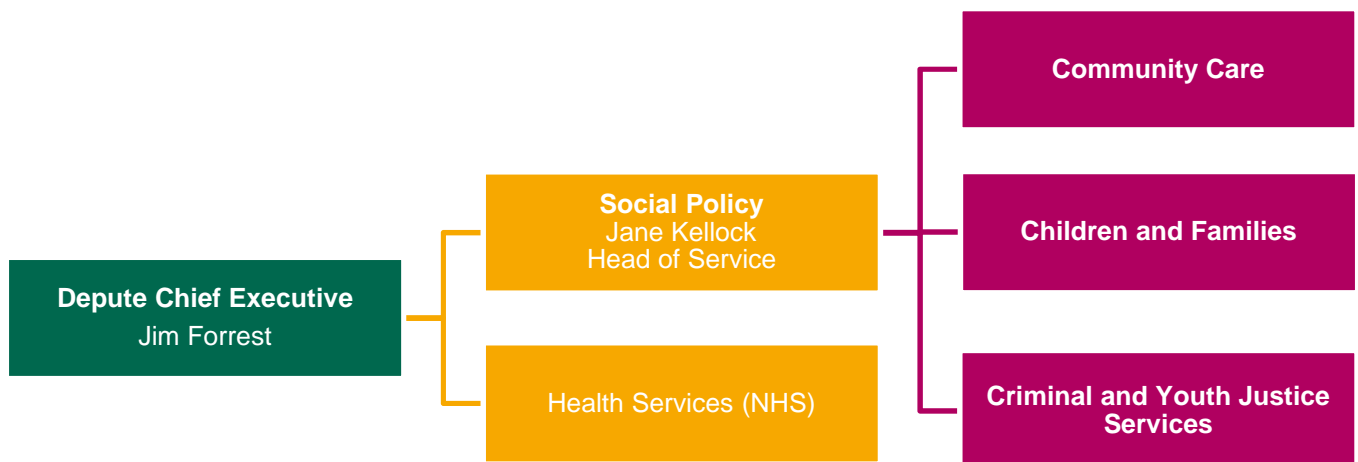 Depute Chief Executive
Jim Forrest
Social Policy
Jane Kellock
Head of Service
Health Services (NHS)
Community Care
Children and Families
Criminal and Youth Justice
Services